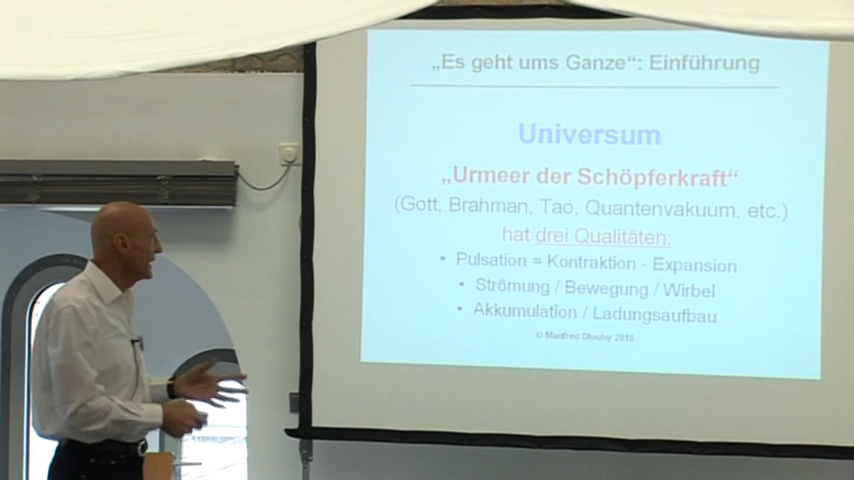 „Es geht ums Ganze“: Einführung
Universum
„Urmeer der Schöpferkraft“
(Gott, Brahman, Tao, Quantenvakuum, etc.)
hat drei Qualitäten:
• Pulsation = Kontraktion - Expansion
• Strömung / Bewegung / Wirbel
• Akkumulation / Ladungsaufbau
© Manfred 2010